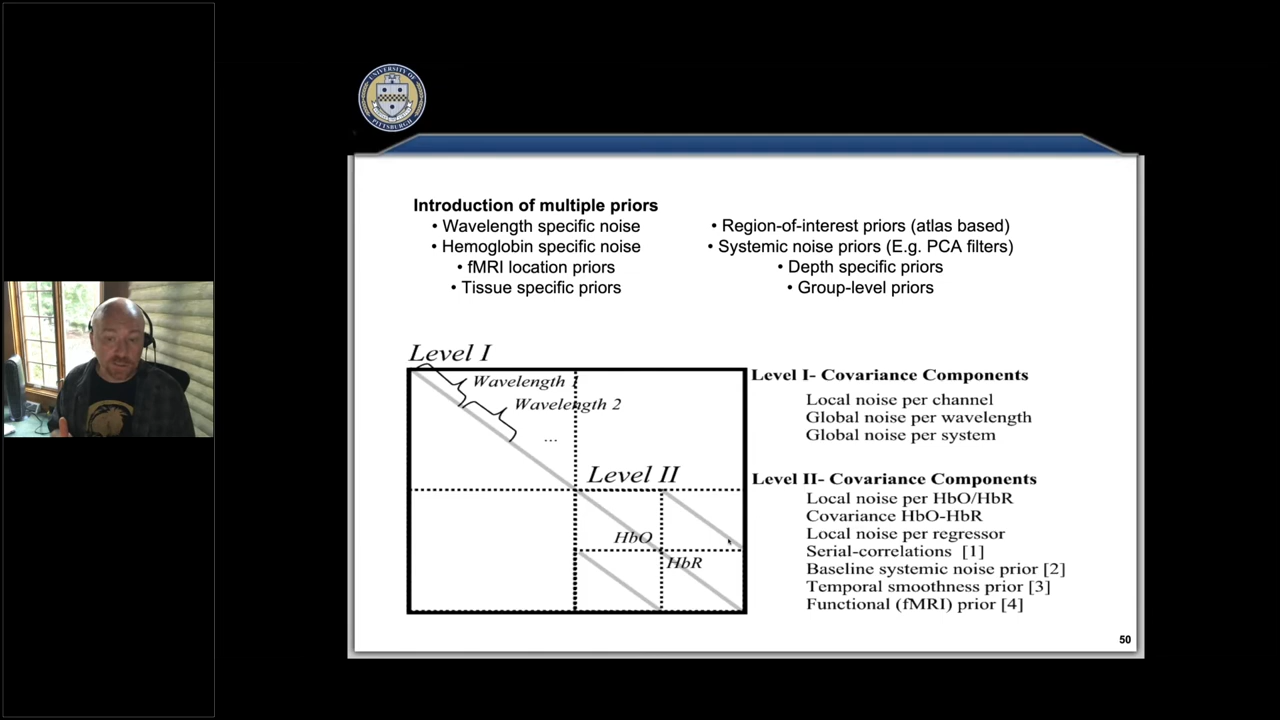 UNIVERSITY OF
PITTSBURGH
Introduction of multiple priors
• Wavelength specific noise
• Hemoglobin specific noise
• fMRI location priors
• Tissue specific priors
• Region-of-interest priors (atlas based)
• Systemic noise priors (E.g. PCA filters)
• Depth specific priors
• Group-level priors
Level I
Wavelength 1
Wavelength 2
...
Level II
HbO
HbR
Level I- Covariance Components
Local noise per channel
Global noise per wavelength
Global noise per system
Level II- Covariance Components
Local noise per HbO/HbR
Covariance HbO-HbR
Local noise per regressor
Serial-correlations [1]
Baseline systemic noise prior [2]
Temporal smoothness prior [3]
Functional (fMRI) prior [4]
50